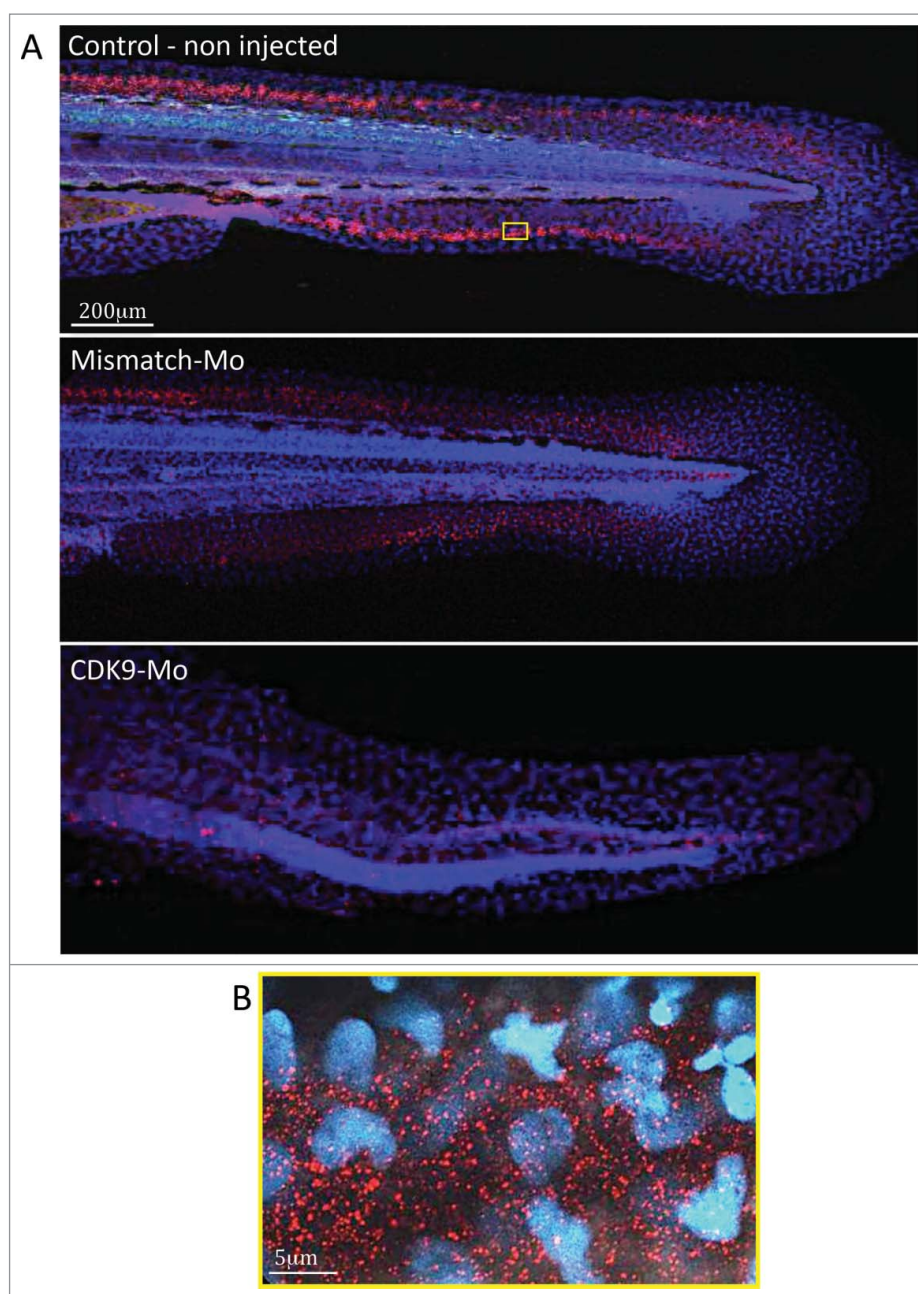 A
Control - non injected
200μm
Mismatch-Mo
CDK9-Mo
B
5μm